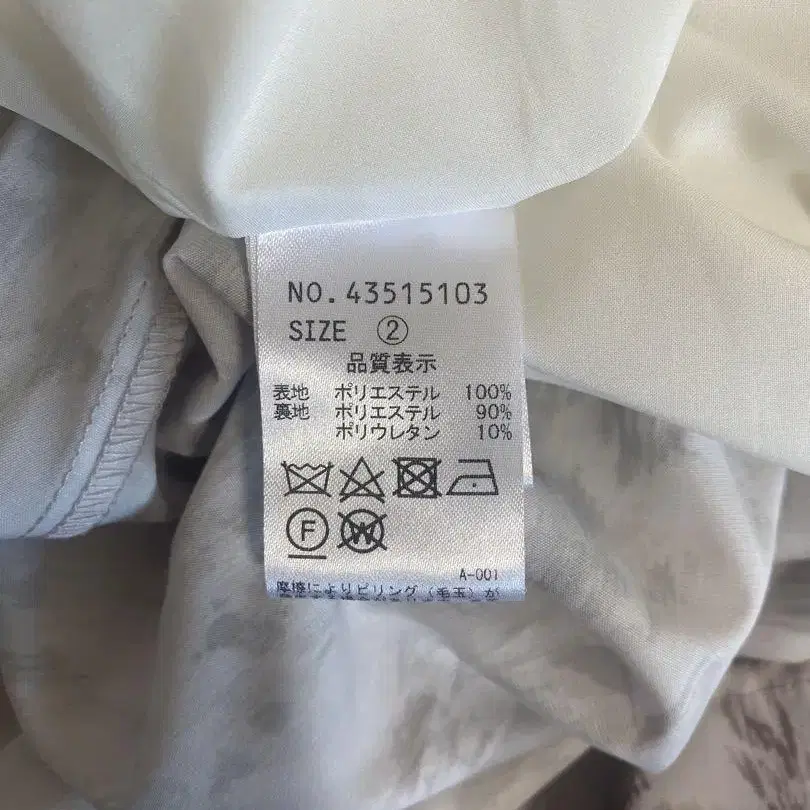 NO.43515103
SIZE ②
品質表示
表地 ポリエステル 100%
裏地 ポリエステル 90%
ポリウレタン 10%
F W
A-001
摩擦によりピリング(毛玉)が